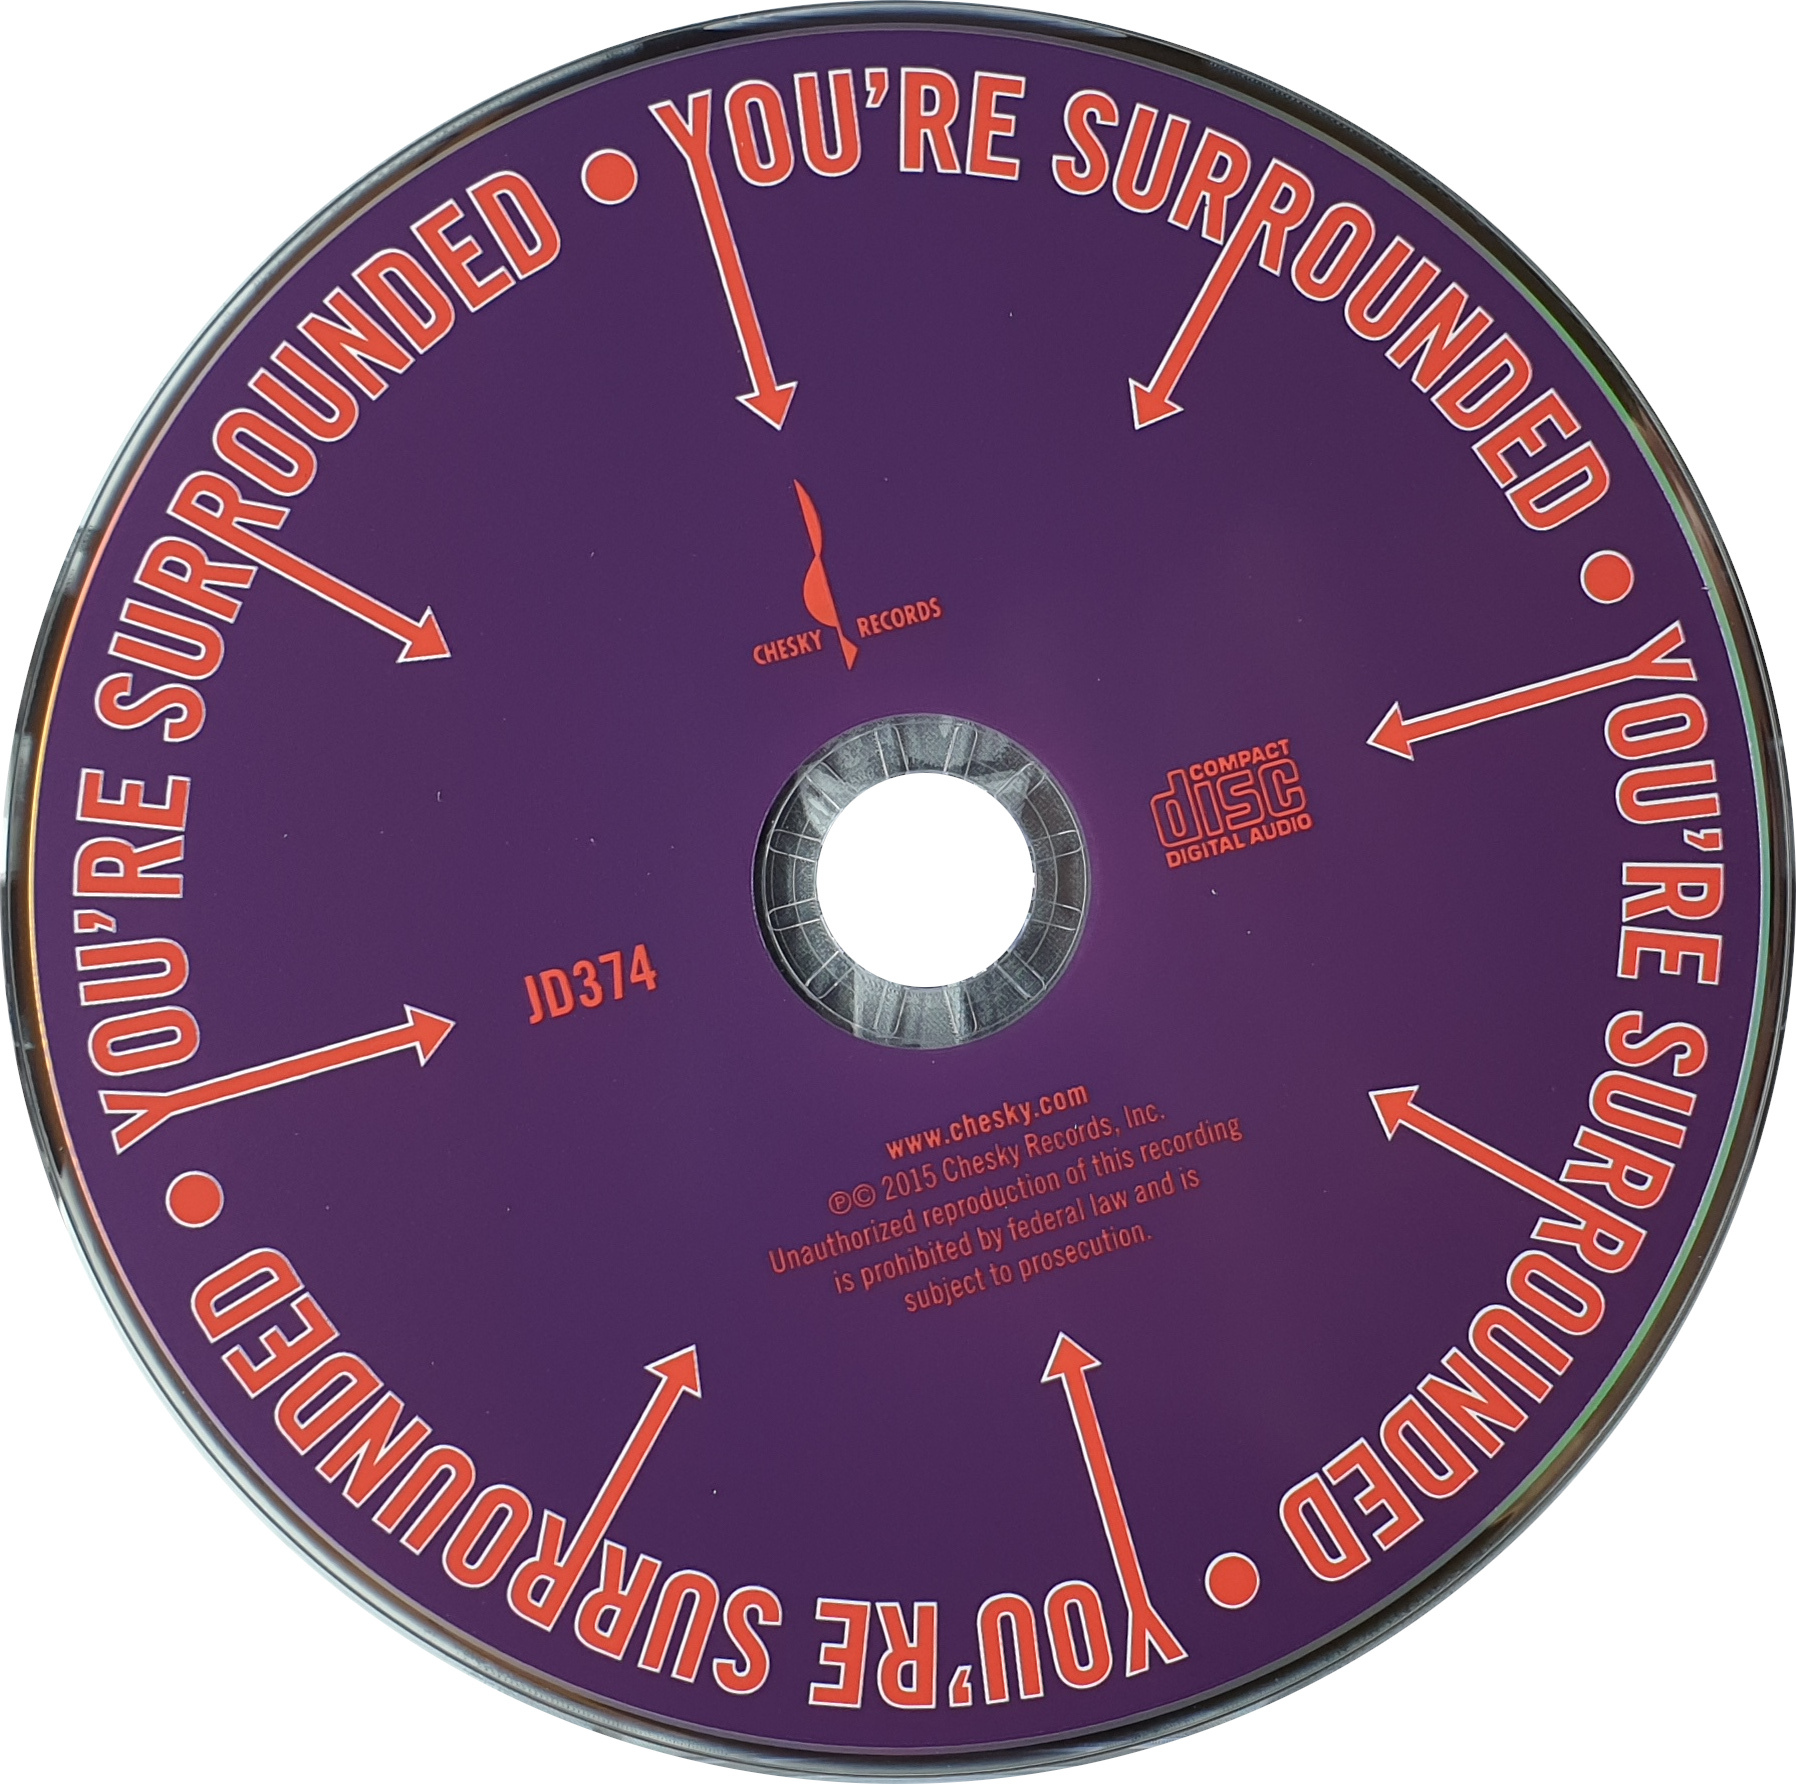 YOU'RE SURROUNDED • YOU'RE SURROUNDED • YOU'RE SURROUNDED • YOU'RE SURROUNDED •
CHESKY RECORDS
COMPACT
disc
DIGITAL AUDIO
JD374
www.chesky.com
℗© 2015 Chesky Records, Inc.
Unauthorized reproduction of this recording
is prohibited by federal law and is
subject to prosecution.